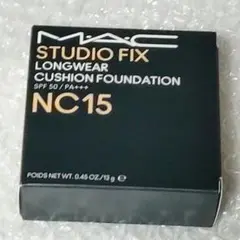 M·A·C
STUDIO FIX
LONGWEAR
CUSHION FOUNDATION
SPF 50 / PA+++
NC15
POIDS NET WT. 0.45 OZ./13 g ℮